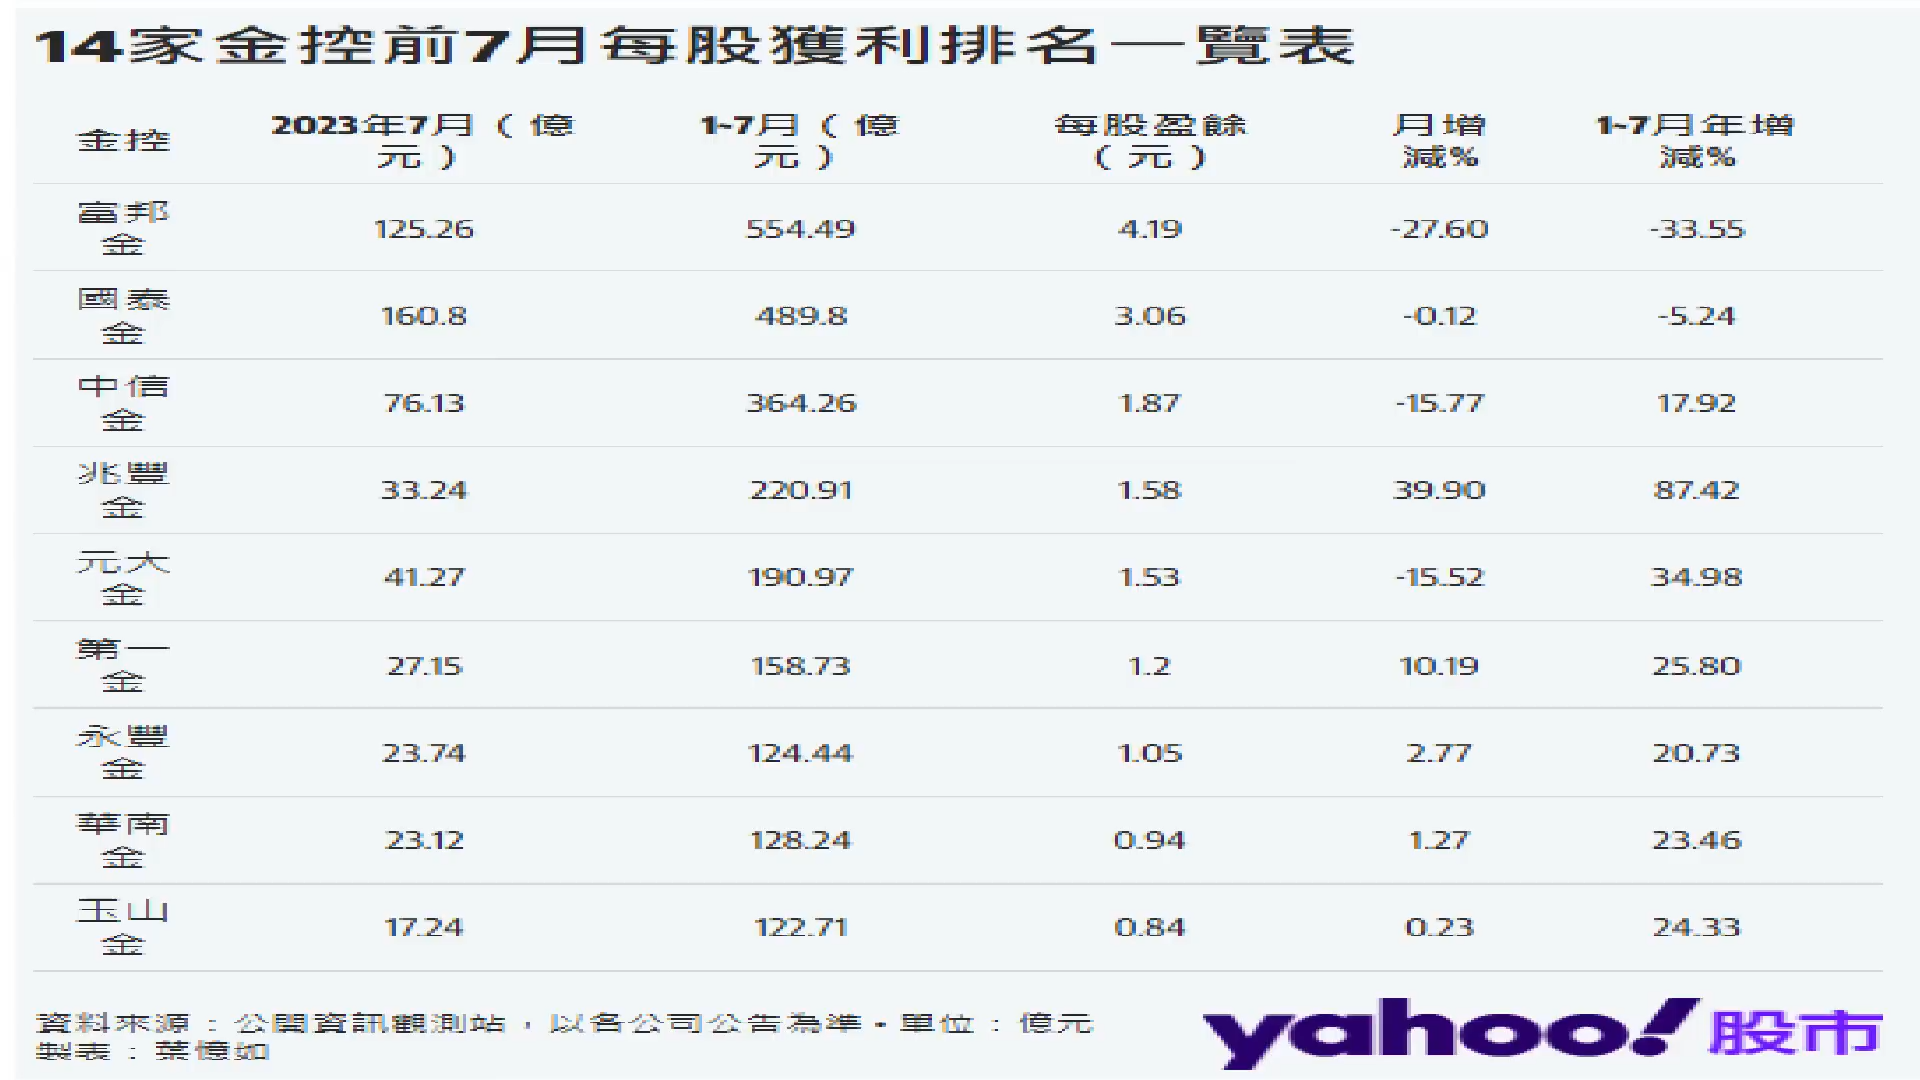 14家金控前7月每股獲利排名一覽表
金控 2023年7月（億元） 1-7月（億元） 每股盈餘（元） 月增減% 1-7月年增減%
富邦金 125.26 554.49 4.19 -27.60 -33.55
國泰金 160.8 489.8 3.06 -0.12 -5.24
中信金 76.13 364.26 1.87 -15.77 17.92
兆豐金 33.24 220.91 1.58 39.90 87.42
元大金 41.27 190.97 1.53 -15.52 34.98
第一金 27.15 158.73 1.2 10.19 25.80
永豐金 23.74 124.44 1.05 2.77 20.73
華南金 23.12 128.24 0.94 1.27 23.46
玉山金 17.24 122.71 0.84 0.23 24.33
資料來源：公開資訊觀測站，以各公司公告為準‧單位：億元
製表：葉憶如
yahoo!股市